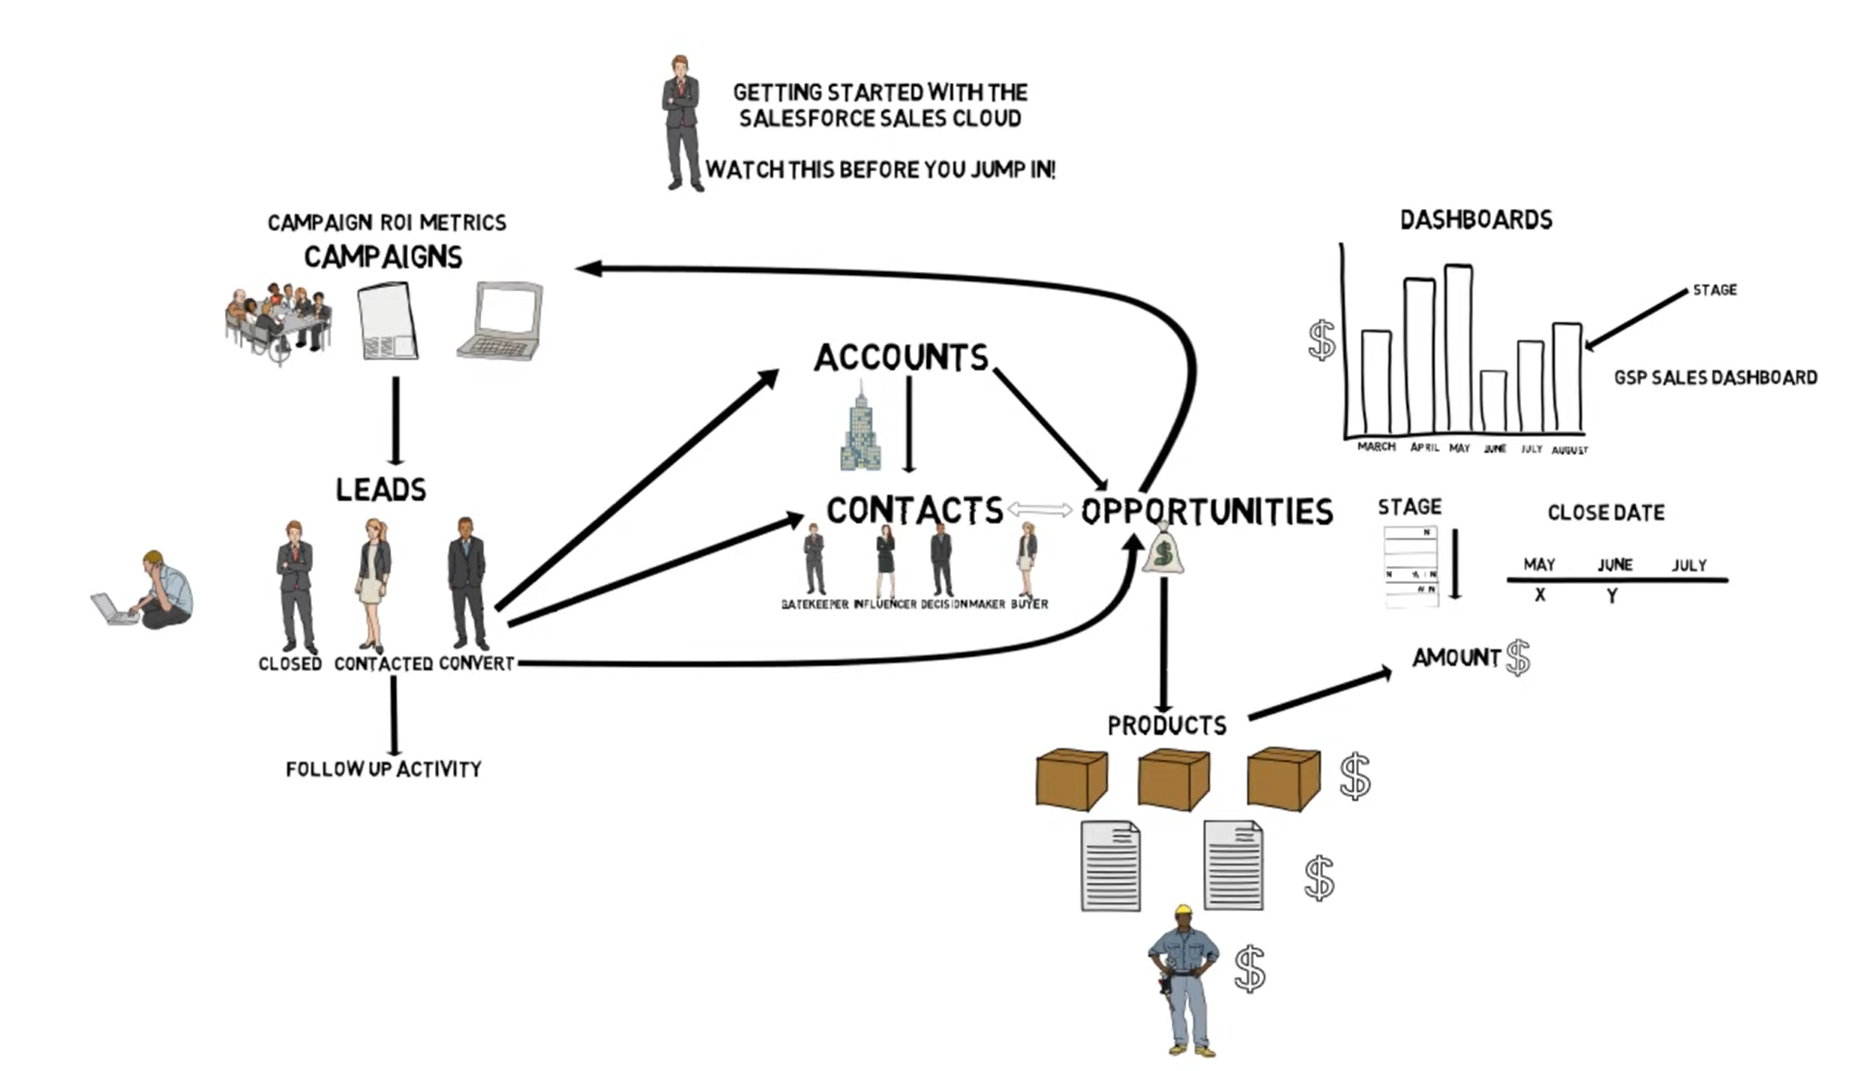 GETTING STARTED WITH THE
SALESFORCE SALES CLOUD
WATCH THIS BEFORE YOU JUMP IN!
CAMPAIGN ROI METRICS
CAMPAIGNS
LEADS
CLOSED CONTACTED CONVERT
FOLLOW UP ACTIVITY
ACCOUNTS
CONTACTS
GATEKEEPER INFLUENCER DECISION MAKER BUYER
OPPORTUNITIES
$
PRODUCTS
$
$
$
DASHBOARDS
$
STAGE
GSP SALES DASHBOARD
MARCH APRIL MAY JUNE JULY AUGUST
STAGE
N
N
CLOSE DATE
MAY JUNE JULY
X Y
AMOUNT $